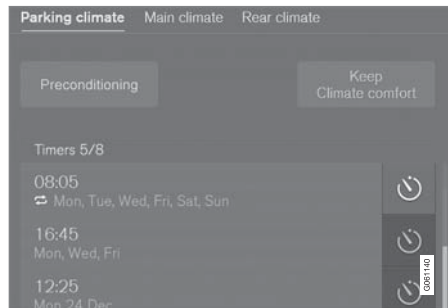 Parking climate Main climate Rear climate
Preconditioning
Keep
Climate comfort
Timers 5/8
08:05
Mon, Tue, Wed, Fri, Sat, Sun
16:45
Mon, Wed, Fri
12:25
Mon 24 Dec
G061140